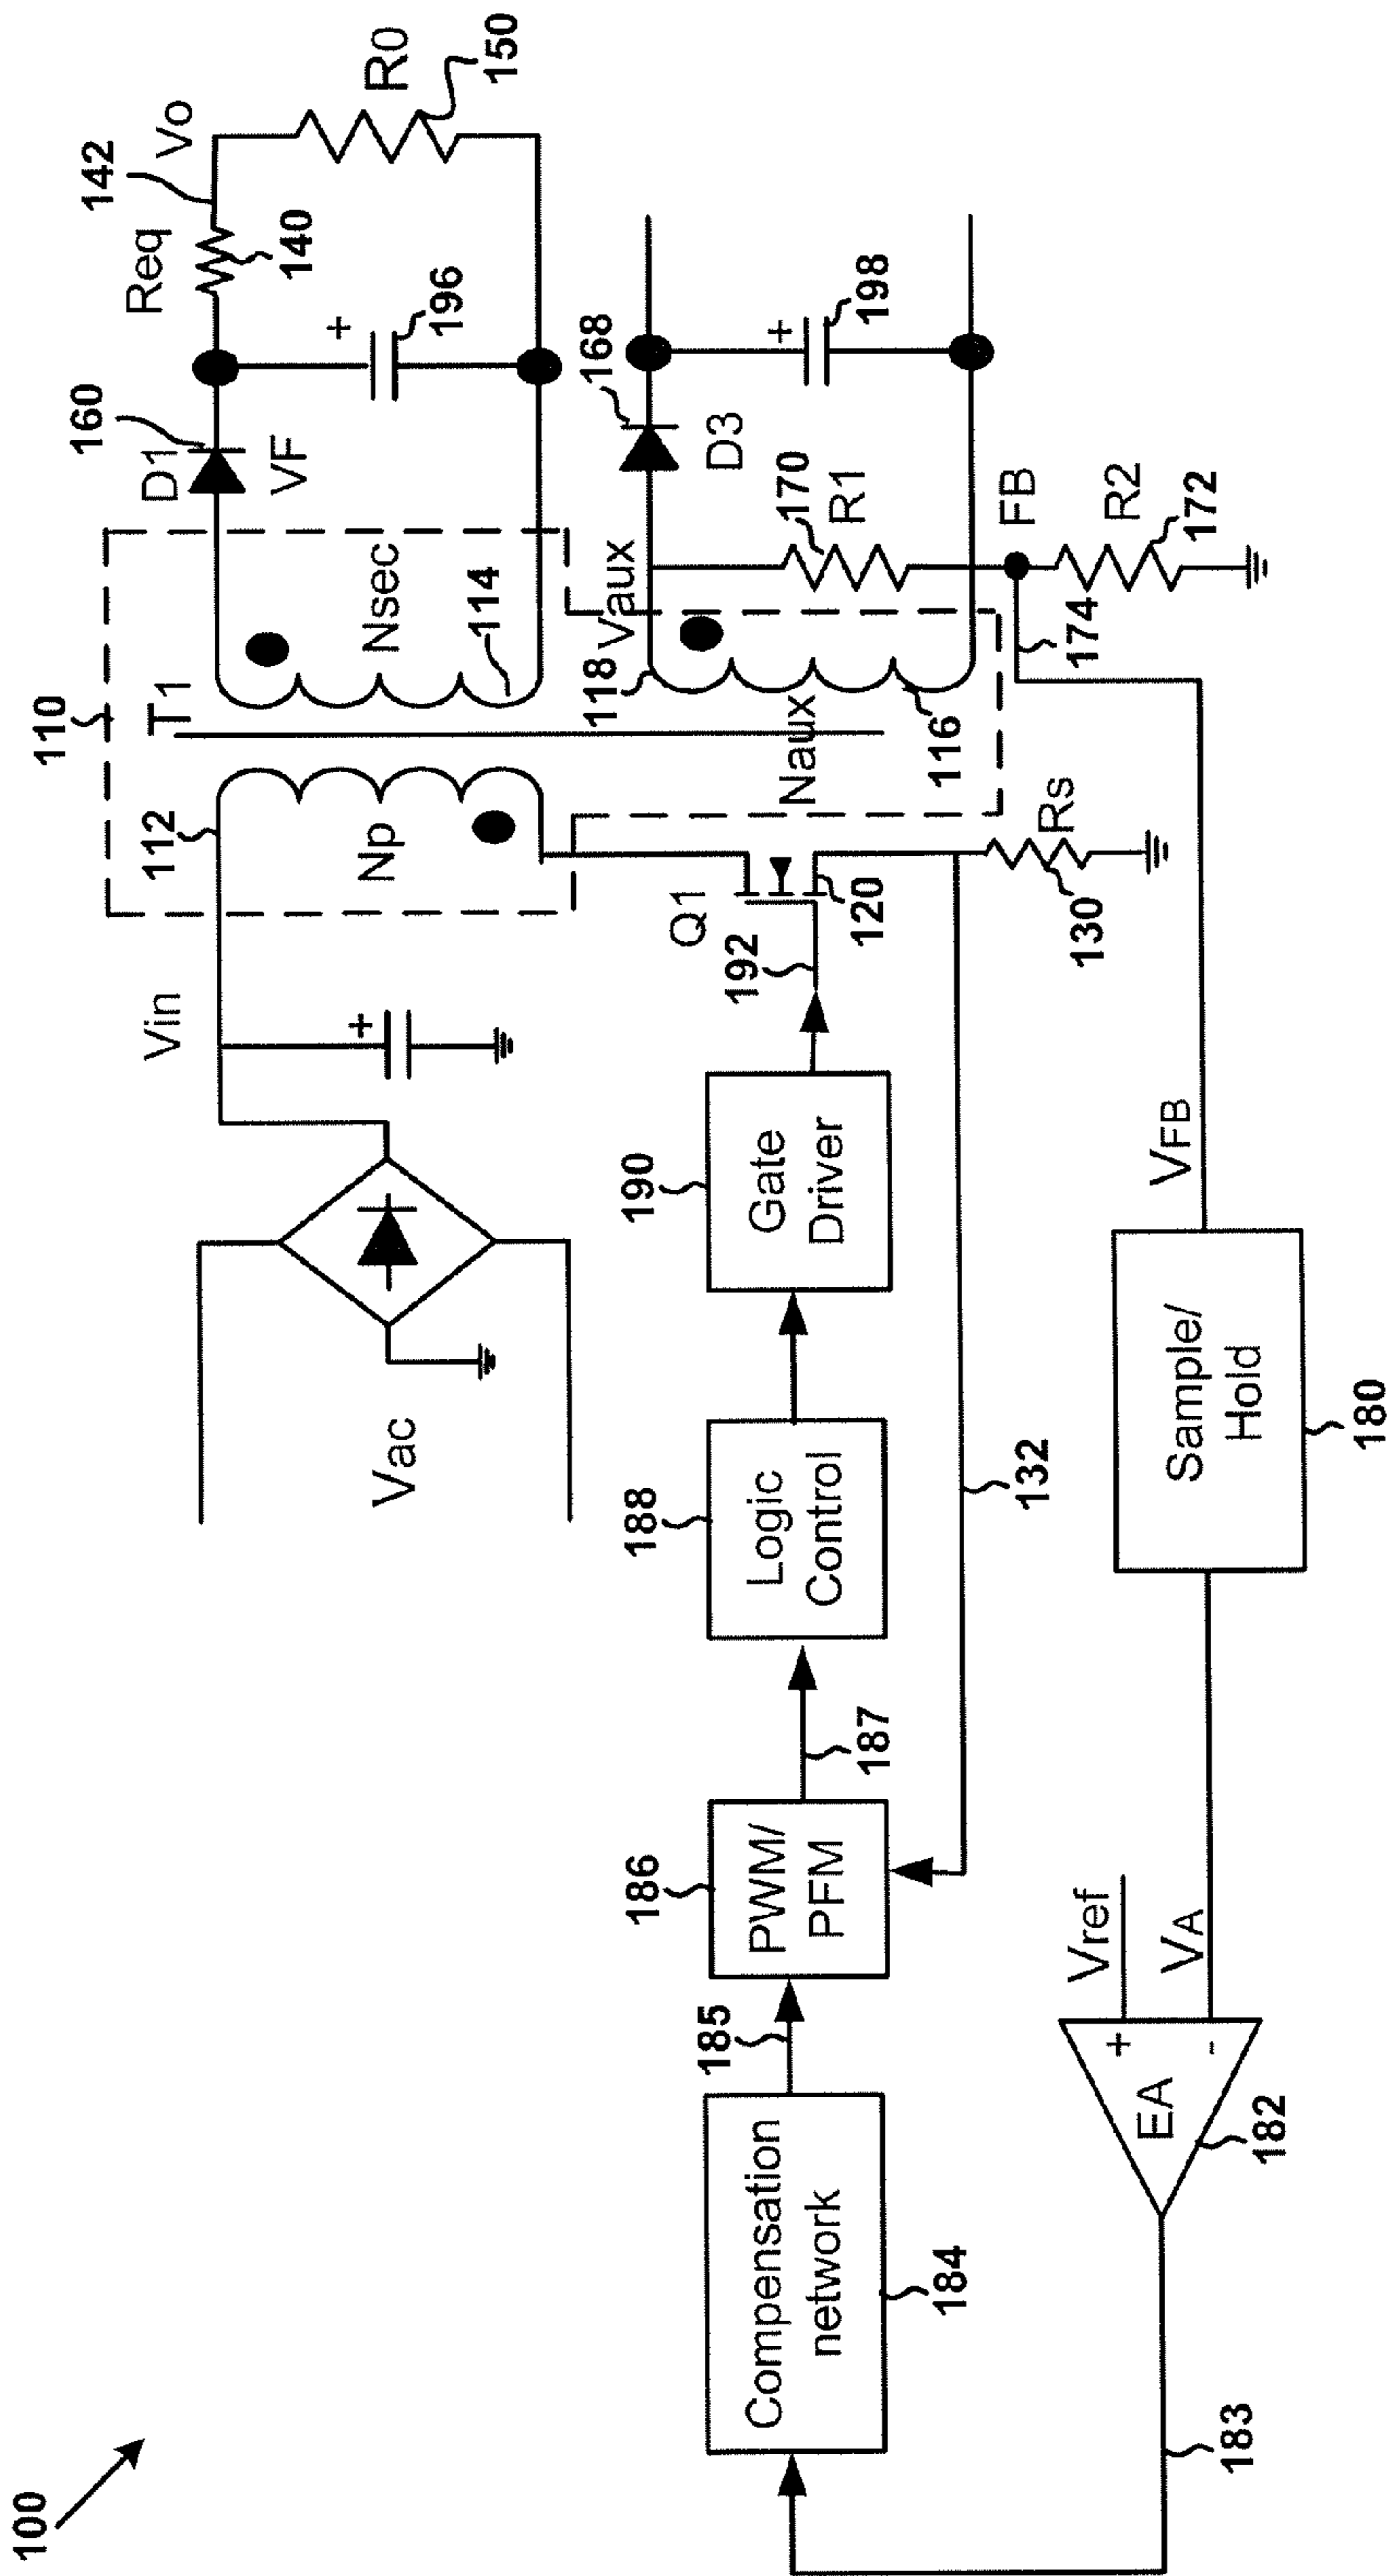 100
110
T1
112
Np
Nsec
114
D1
160
VF
Req
140
142
Vo
R0
150
196
+
Vac
Vin
+
Vaux
118
Naux
116
168
D3
170
R1
198
+
FB
R2
172
174
Q1
192
120
Rs
130
132
190
Gate
Driver
188
Logic
Control
187
186
PWM/
PFM
185
Compensation
network
184
183
EA
+
-
182
Vref
VA
Sample/
Hold
180
VFB